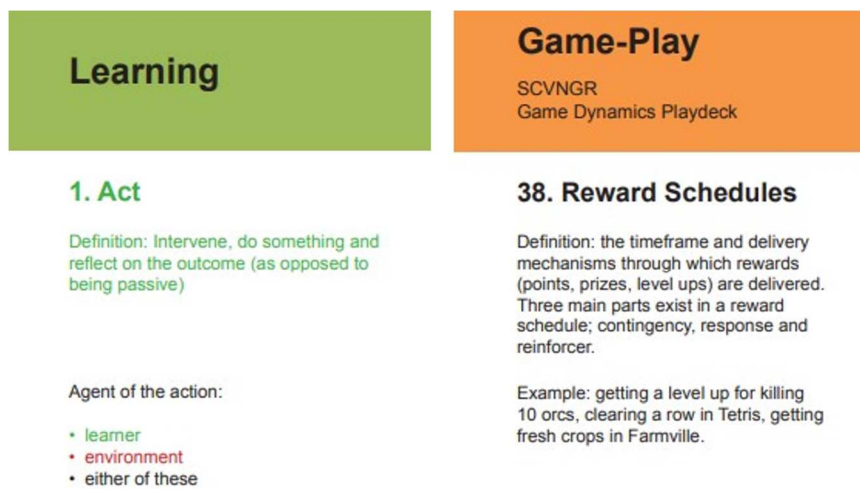 Learning
1. Act
Definition: Intervene, do something and
reflect on the outcome (as opposed to
being passive)
Agent of the action:
• learner
• environment
• either of these
Game-Play
SCVNGR
Game Dynamics Playdeck
38. Reward Schedules
Definition: the timeframe and delivery
mechanisms through which rewards
(points, prizes, level ups) are delivered.
Three main parts exist in a reward
schedule; contingency, response and
reinforcer.
Example: getting a level up for killing
10 orcs, clearing a row in Tetris, getting
fresh crops in Farmville.